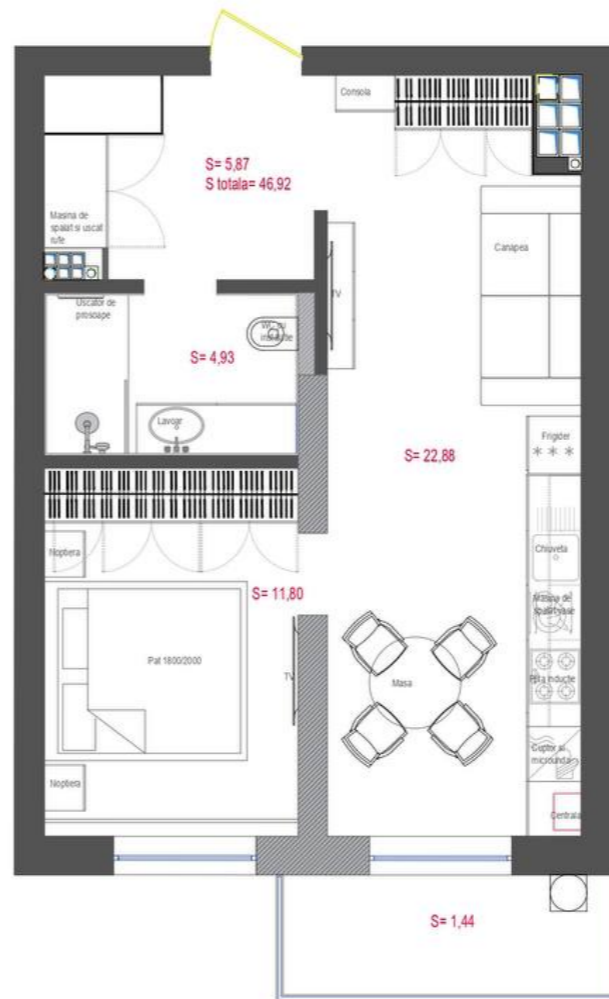 Consola
S= 5,87
S totala= 46,92
Masina de
spalat si uscat
rufe
Canapea
TV
Uscator de
prosoape
S= 4,93
Lavoar
Frigider
* * *
S= 22,88
Chiuveta
Masina de
spalat vase
Noptiera
S= 11,80
Pat 1800/2000
TV
Masa
Plita inductie
Cuptor si
microunda
Noptiera
Centrala
S= 1,44